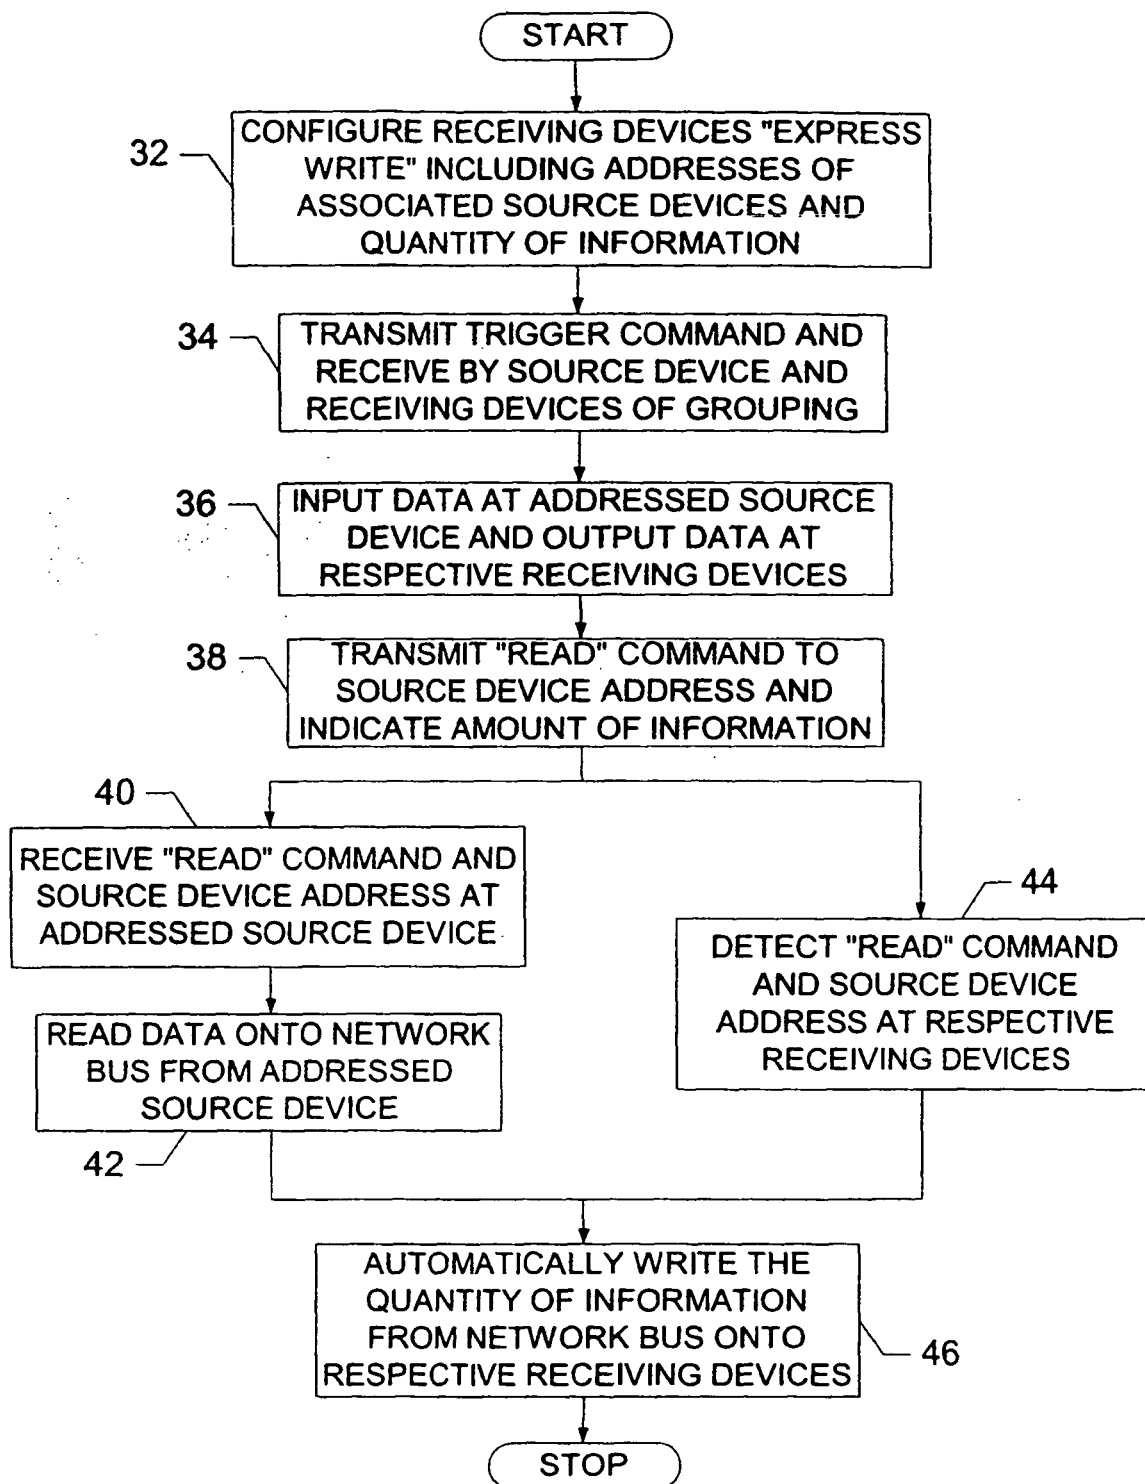 START
32
CONFIGURE RECEIVING DEVICES "EXPRESS
WRITE" INCLUDING ADDRESSES OF
ASSOCIATED SOURCE DEVICES AND
QUANTITY OF INFORMATION
34
TRANSMIT TRIGGER COMMAND AND
RECEIVE BY SOURCE DEVICE AND
RECEIVING DEVICES OF GROUPING
36
INPUT DATA AT ADDRESSED SOURCE
DEVICE AND OUTPUT DATA AT
RESPECTIVE RECEIVING DEVICES
38
TRANSMIT "READ" COMMAND TO
SOURCE DEVICE ADDRESS AND
INDICATE AMOUNT OF INFORMATION
40
RECEIVE "READ" COMMAND AND
SOURCE DEVICE ADDRESS AT
ADDRESSED SOURCE DEVICE
READ DATA ONTO NETWORK
BUS FROM ADDRESSED
SOURCE DEVICE
42
44
DETECT "READ" COMMAND
AND SOURCE DEVICE
ADDRESS AT RESPECTIVE
RECEIVING DEVICES
AUTOMATICALLY WRITE THE
QUANTITY OF INFORMATION
FROM NETWORK BUS ONTO
RESPECTIVE RECEIVING DEVICES
46
STOP